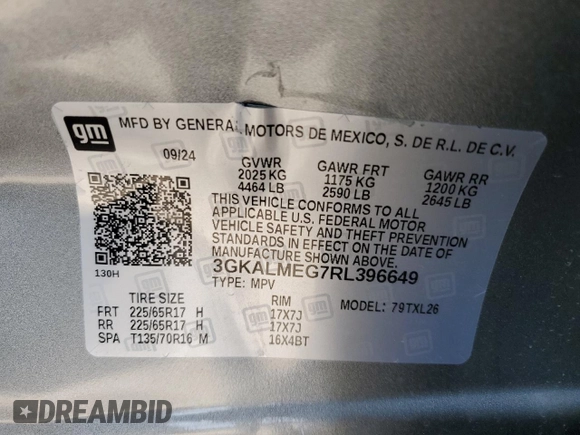 gm
MFD BY GENERAL MOTORS DE MEXICO, S. DE R.L. DE C.V.
09/24
GVWR GAWR FRT GAWR RR
2025 KG 1175 KG 1200 KG
4464 LB 2590 LB 2645 LB
THIS VEHICLE CONFORMS TO ALL
APPLICABLE U.S. FEDERAL MOTOR
VEHICLE SAFETY AND THEFT
PREVENTION STANDARDS IN
EFFECT ON THE DATE OF
MANUFACTURE SHOWN ABOVE.
130H
3GKALMEG7RL396649
TYPE: MPV
TIRE SIZE RIM MODEL: 79TXL26
FRT 225/65R17 H 17X7J
RR 225/65R17 H 17X7J
SPA T135/70R16 M 16X4BT
DREAMBID